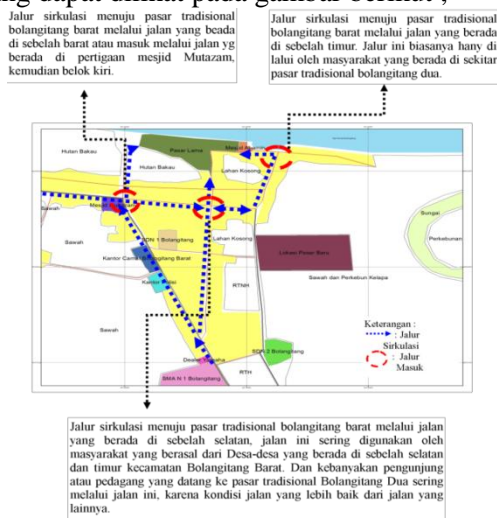 ng dapat dilihat pada gambar berikut ;
Jalur sirkulasi menuju pasar tradisional
bolangitang barat melalui jalan yang beada
di sebelah barat atau masuk melalui jalan yg
berada di pertigaan mesjid Mutazam,
kemudian belok kiri.
Jalur sirkulasi menuju pasar tradisional
bolangitang barat melalui jalan yang berada
di sebelah timur. Jalur ini biasanya hany di
lalui oleh masyarakat yang berada di sekitar
pasar tradisional bolangitang dua.
Hutan Bakau
Pasar Lama
Hutan Bakau
Lahan Kosong
Sawah
Sungai
SDN 1 Bolangitang
Lahan Kosong
Perkebunan
Sawah
Lokasi Pasar Baru
Sawah dan Perkebun Kelapa
RTNH
Sawah
SDN 2 Bolangitang
RTH
SMA N 1 Bolangitang
Keterangan :
: Jalur
Sirkulasi
: Jalur
Masuk
Jalur sirkulasi menuju pasar tradisional bolangitang barat melalui jalan
yang berada di sebelah selatan, jalan ini sering digunakan oleh
masyarakat yang berasal dari Desa-desa yang berada di sebelah selatan
dan timur kecamatan Bolangitang Barat. Dan kebanyakan pengunjung
atau pedagang yang datang ke pasar tradisional Bolangitang Dua sering
melalui jalan ini, karena kondisi jalan yang lebih baik dari jalan yang
lainnya.